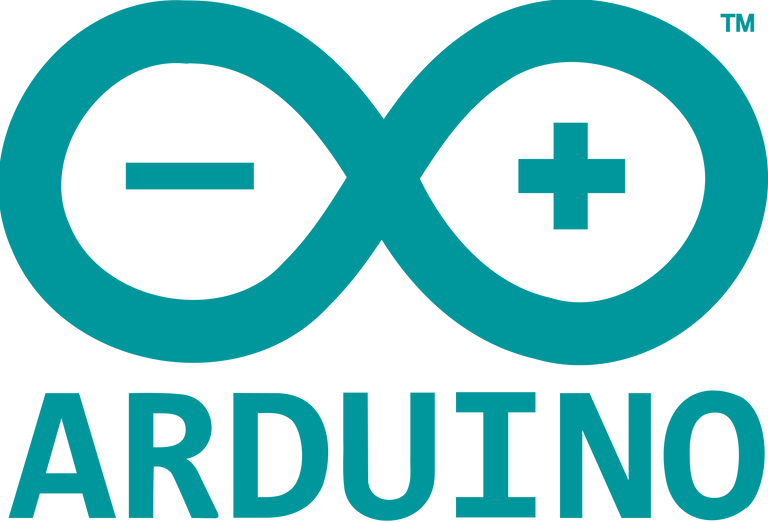 ™
− +
ARDUINO